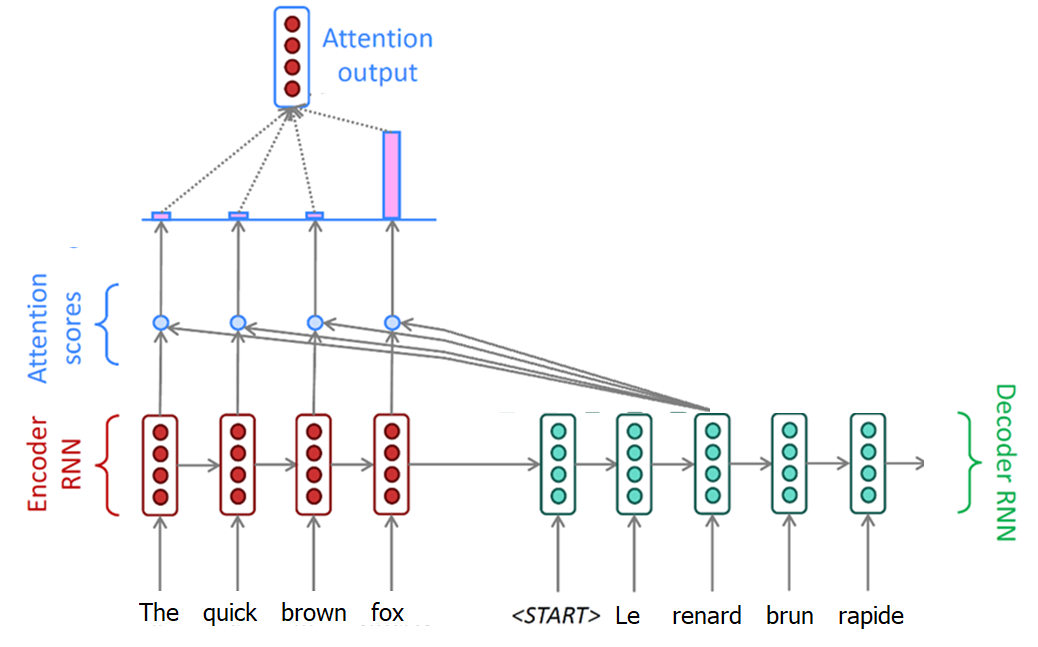 Attention
output
Attention
scores
Encoder
RNN
Decoder RNN
The quick brown fox <START> Le renard brun rapide